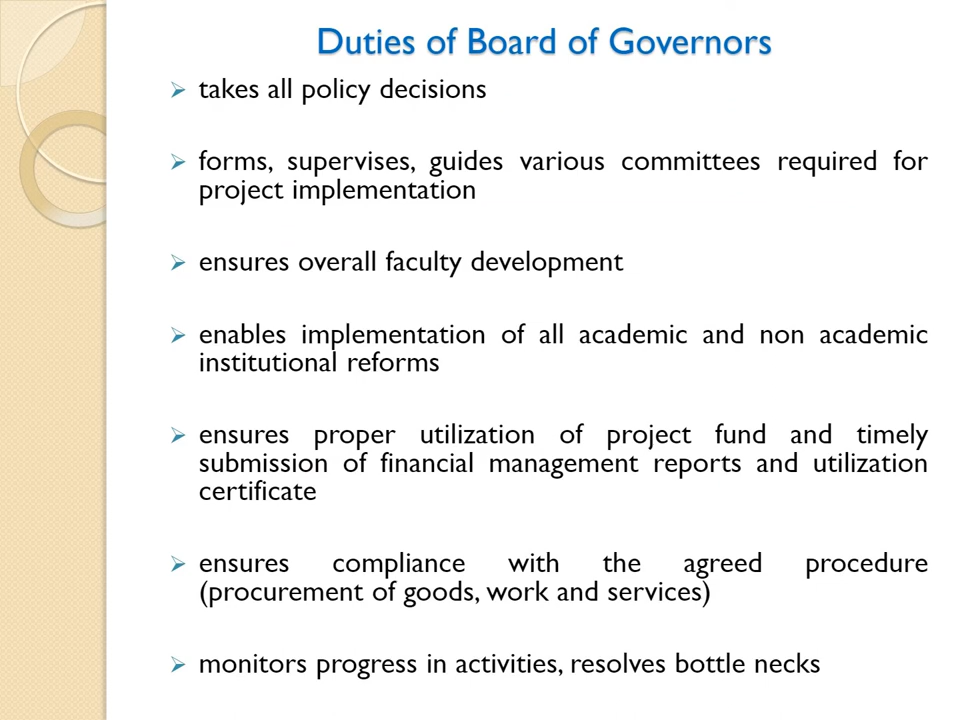 Duties of Board of Governors
takes all policy decisions
forms, supervises, guides various committees required for
project implementation
ensures overall faculty development
enables implementation of all academic and non academic
institutional reforms
ensures proper utilization of project fund and timely
submission of financial management reports and utilization
certificate
ensures compliance with the agreed procedure
(procurement of goods, work and services)
monitors progress in activities, resolves bottle necks